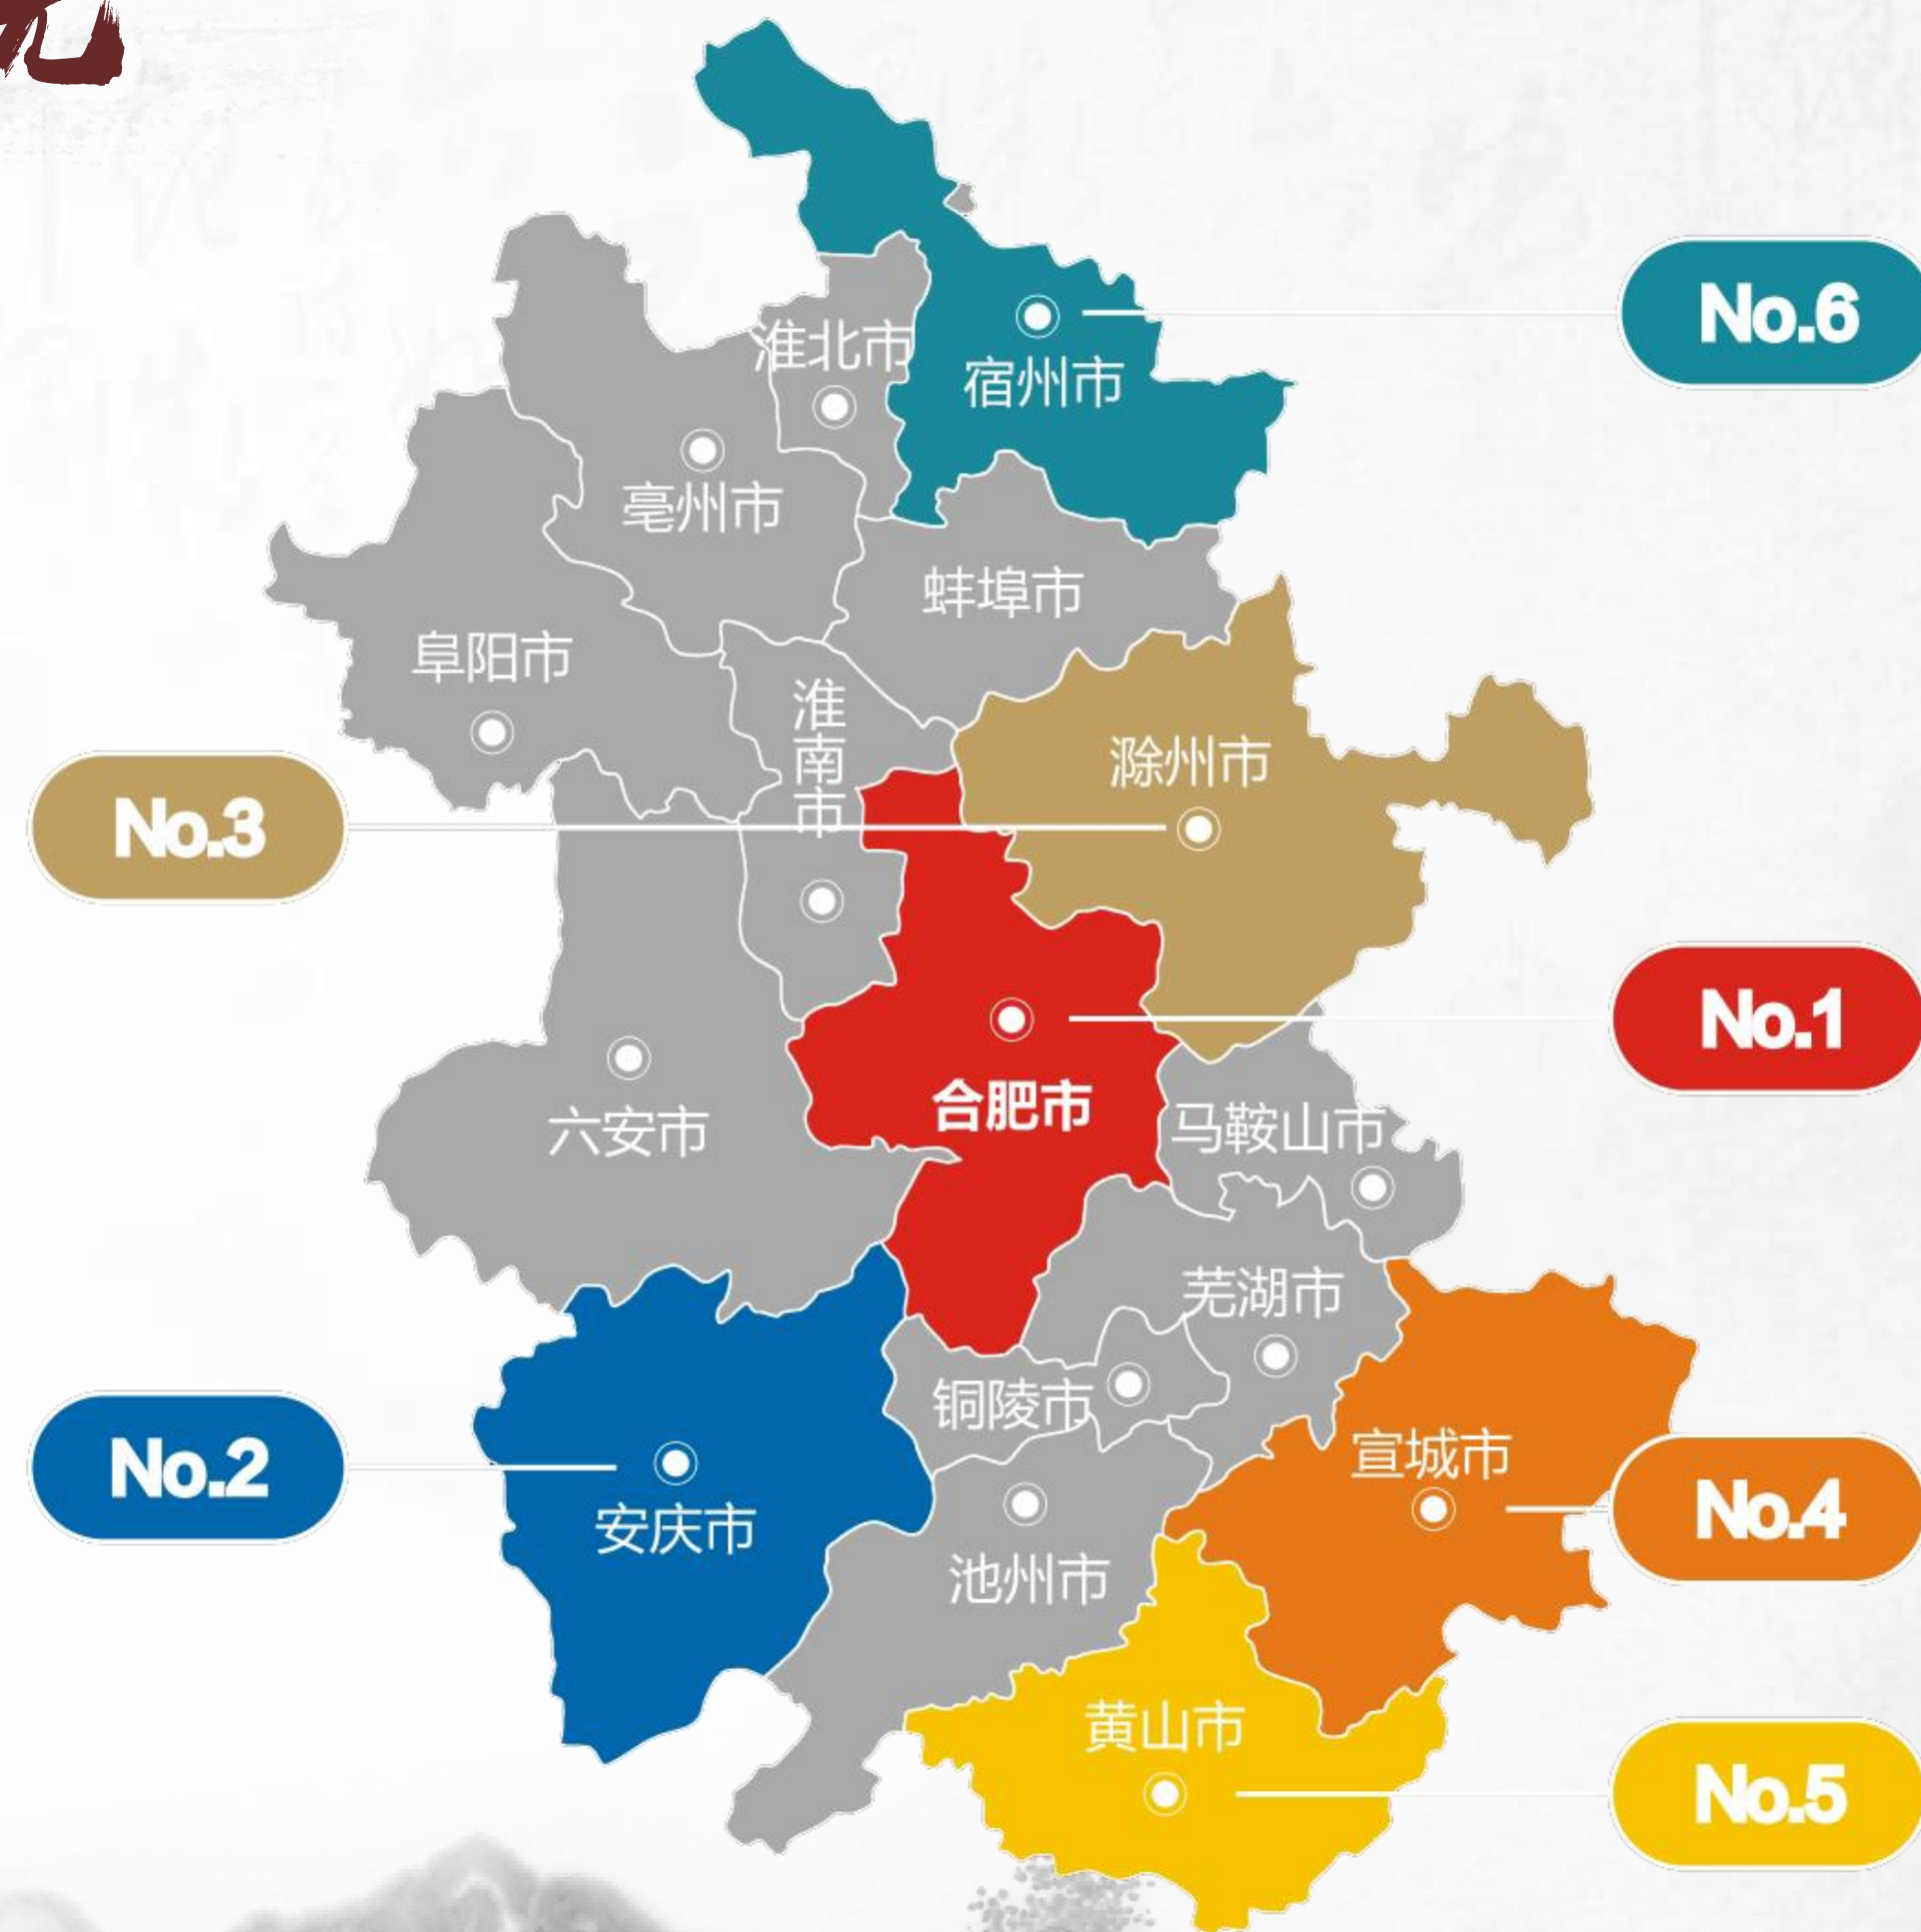 No.6
淮北市
宿州市
亳州市
蚌埠市
阜阳市
淮南市
滁州市
No.3
No.1
合肥市
六安市
马鞍山市
芜湖市
铜陵市
No.2
安庆市
宣城市
No.4
池州市
黄山市
No.5